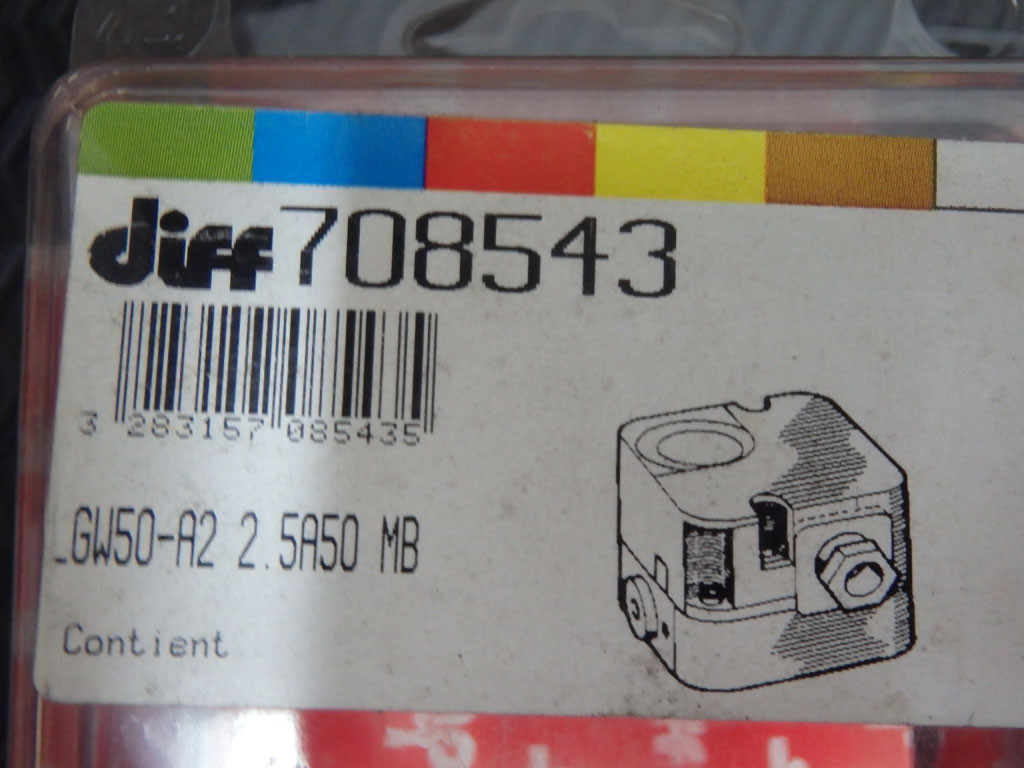 diff 708543
3 283157 085435
GW50-A2 2.5A50 MB
Contient